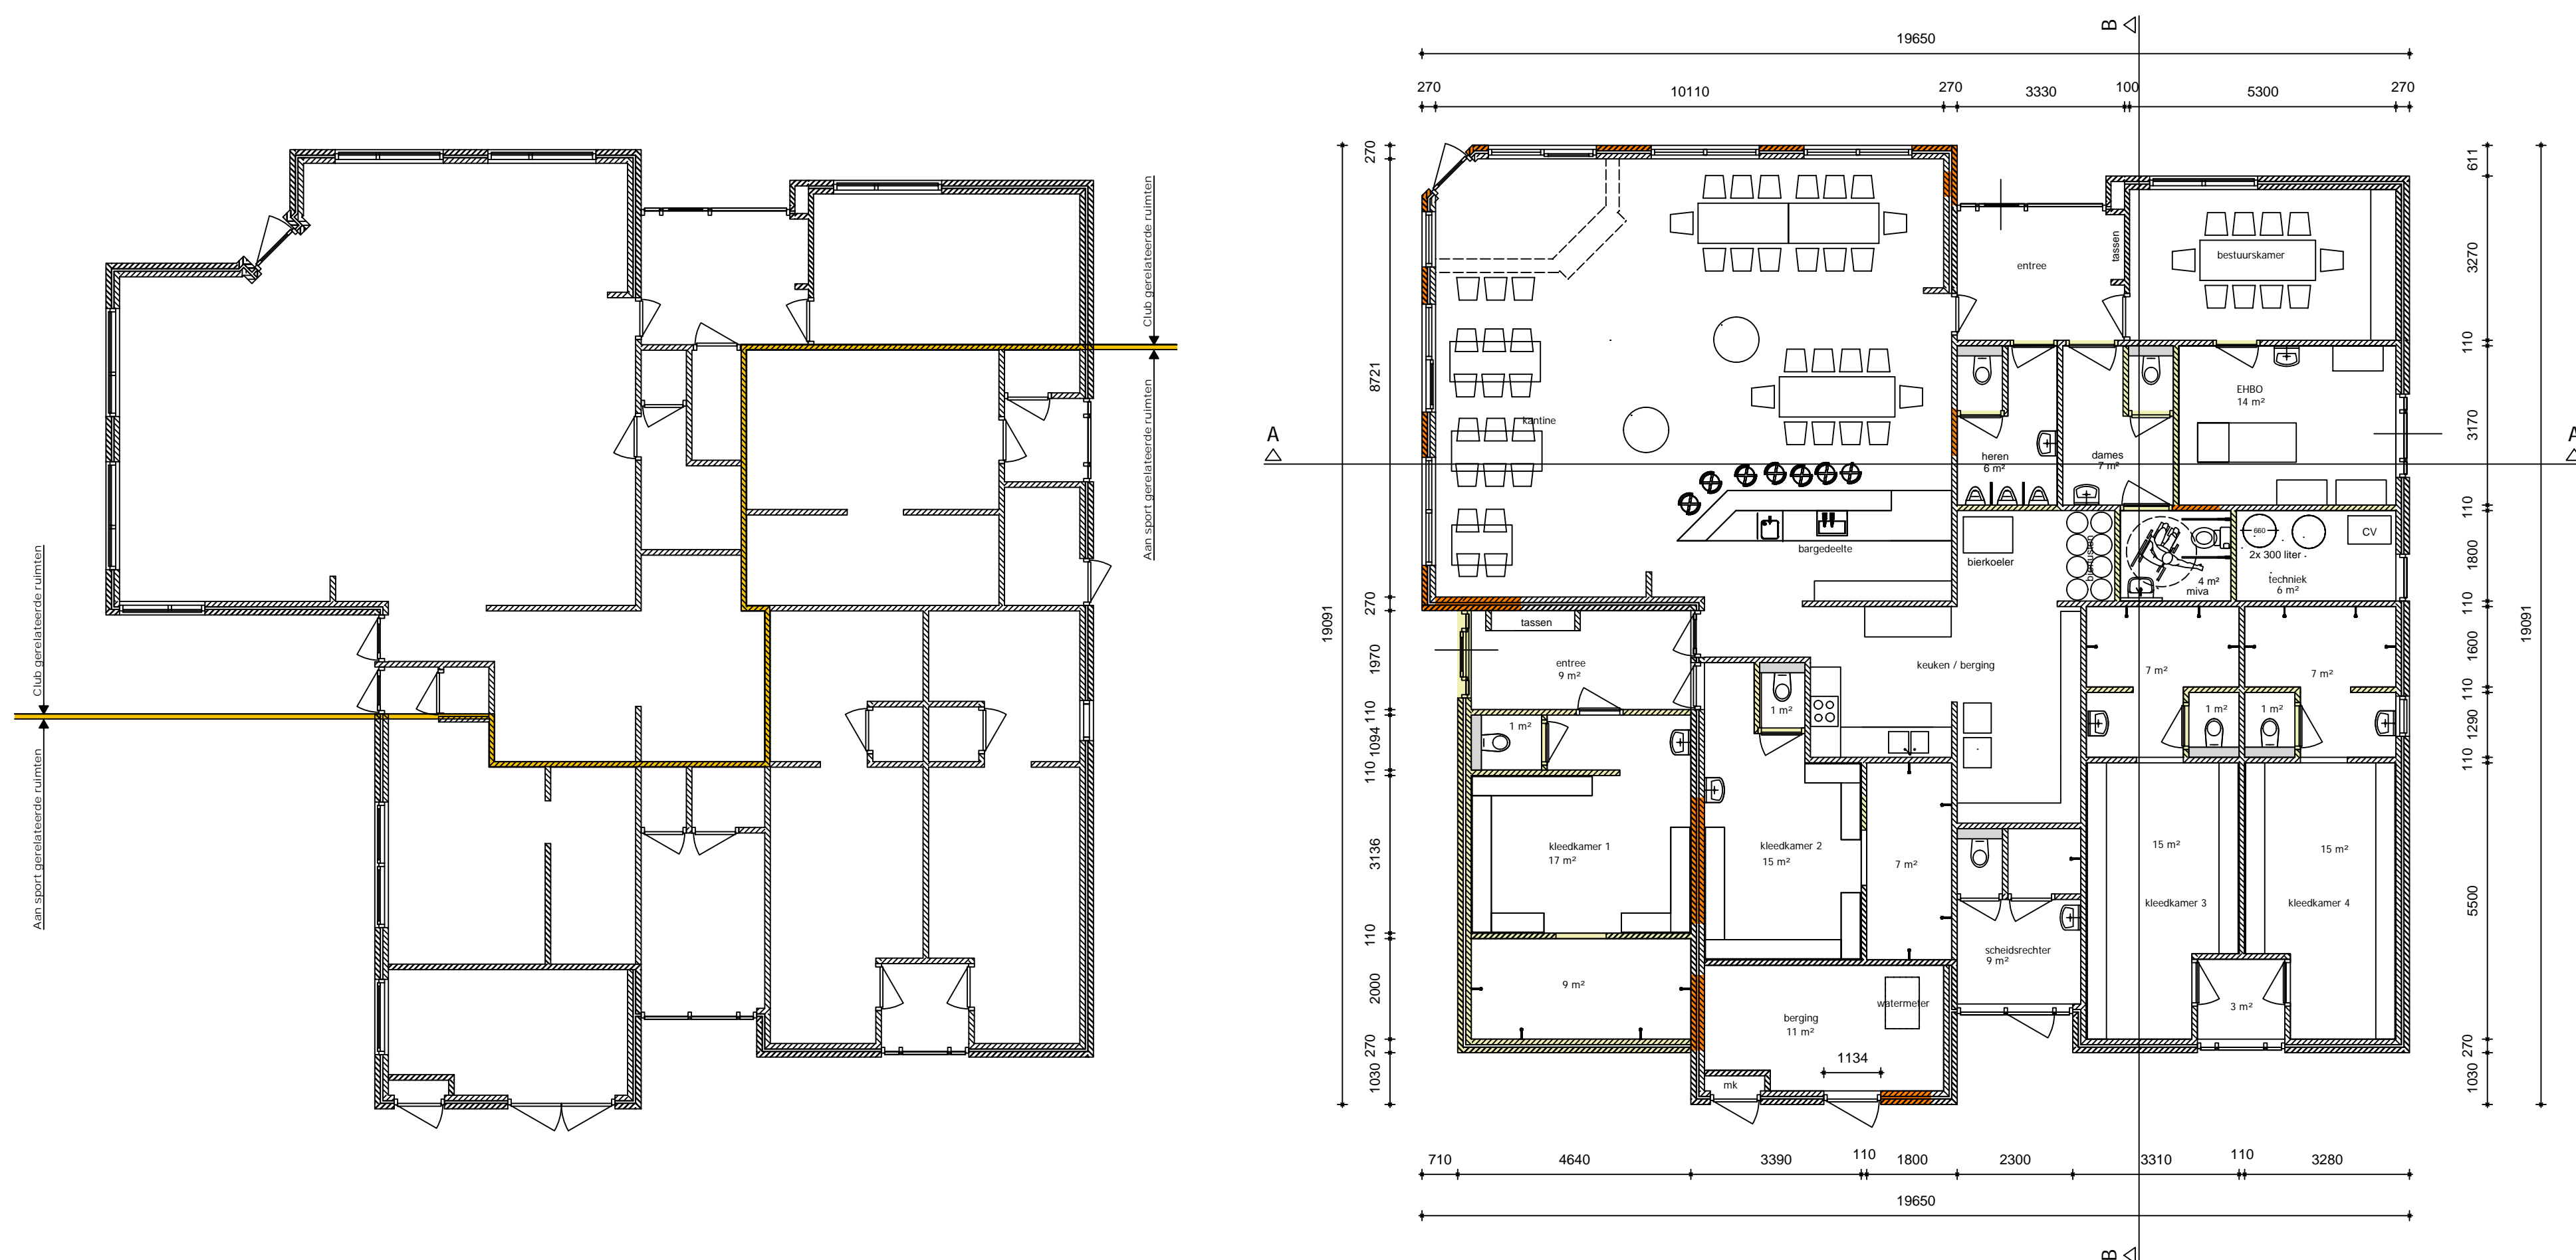 Club gerelateerde ruimten
Aan sport gerelateerde ruimten
Club gerelateerde ruimten
Aan sport gerelateerde ruimten
B
19650
270
10110
270
3330
100
5300
270
270
8721
270
1970
110
1094
110
3136
110
2000
270
1030
19091
611
3270
110
3170
110
1800
110
1600
110
1290
110
5500
270
1030
19091
A
A
entree
tassen
bestuurskamer
kantine
EHBO
14 m²
heren
6 m²
dames
7 m²
bargedeelte
bierkoeler
4 m²
miva
660
2x 300 liter
CV
techniek
6 m²
tassen
entree
9 m²
keuken / berging
7 m²
7 m²
1 m²
1 m²
1 m²
1 m²
kleedkamer 1
17 m²
kleedkamer 2
15 m²
7 m²
15 m²
15 m²
kleedkamer 3
kleedkamer 4
scheidsrechter
9 m²
9 m²
watermeter
berging
11 m²
3 m²
1134
mk
710
4640
3390
110
1800
2300
3310
110
3280
19650
B